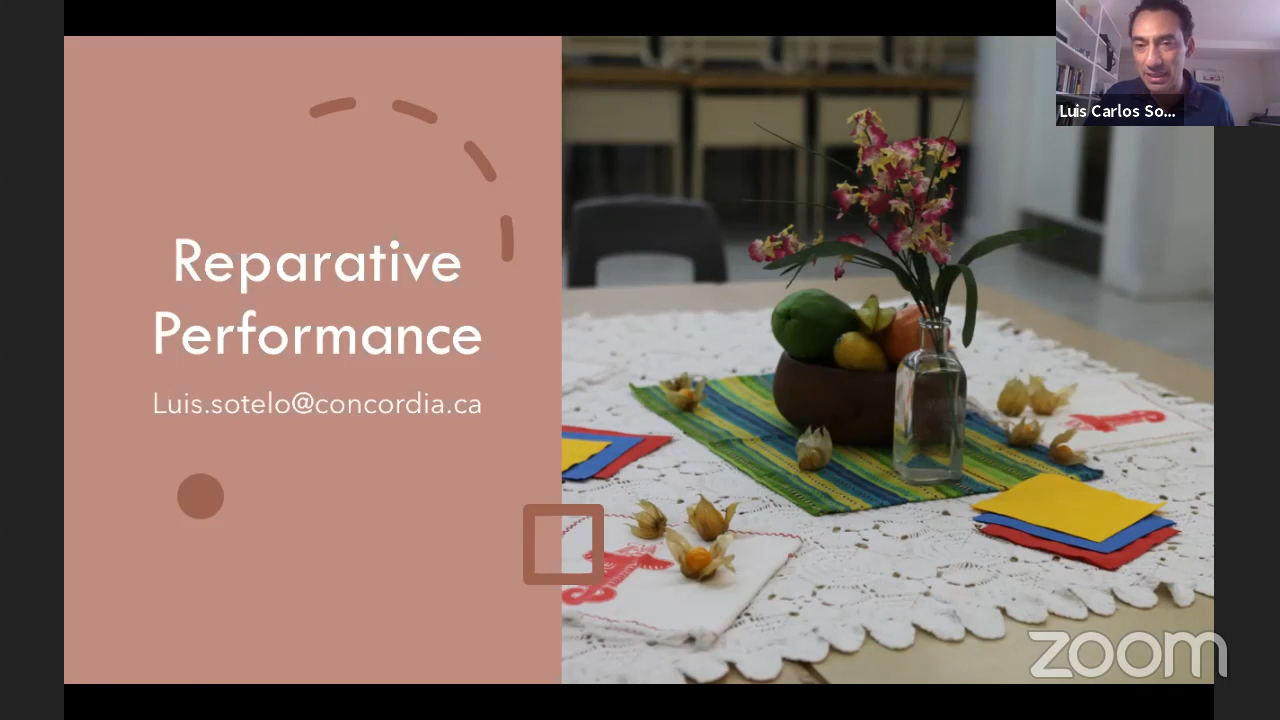 Luis Carlos So...
Reparative
Performance
Luis.sotelo@concordia.ca
zoom